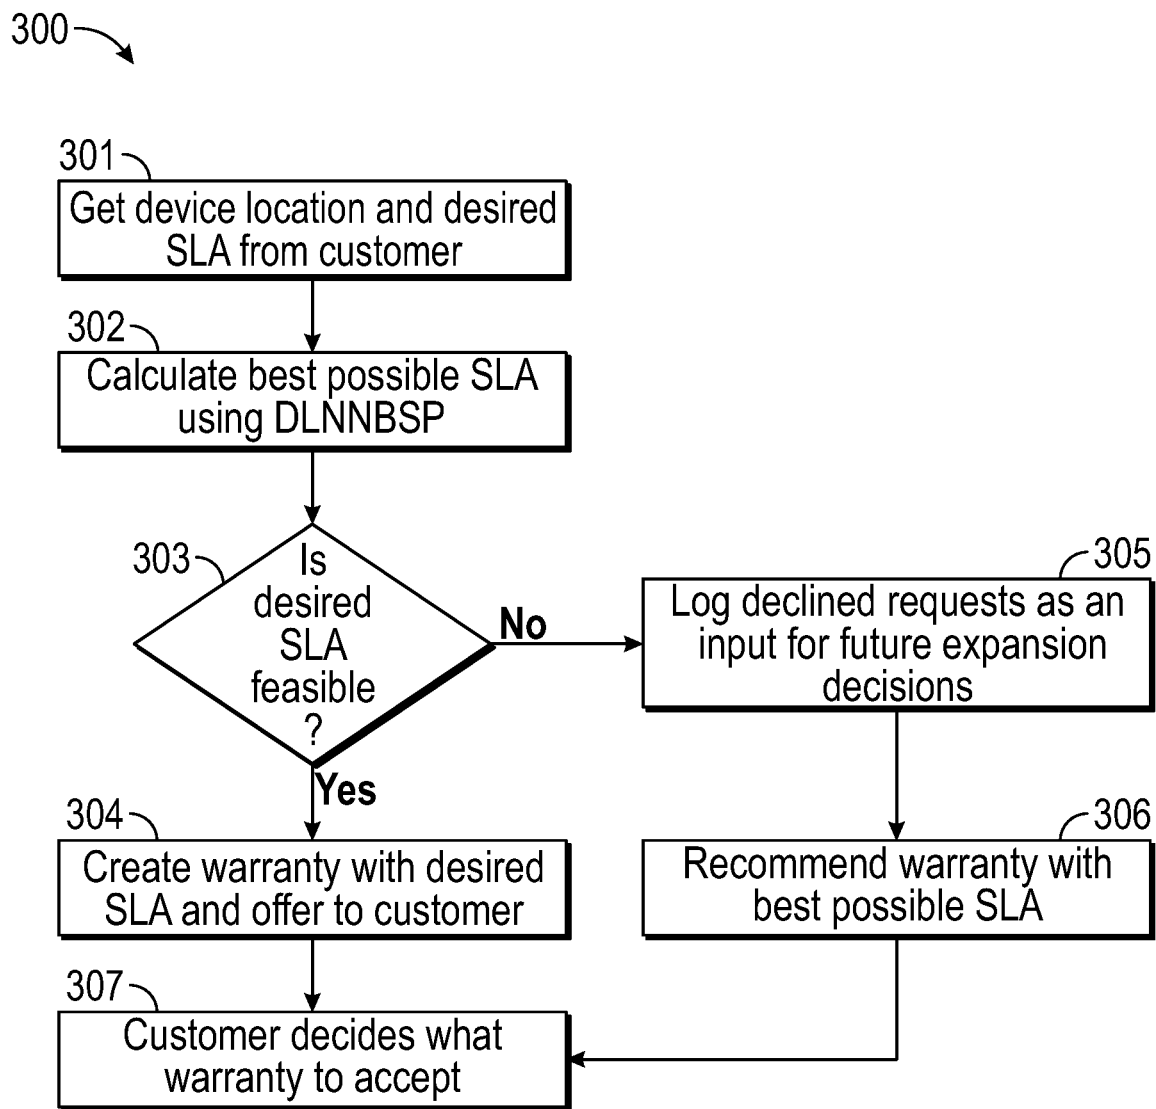 300
301
Get device location and desired
SLA from customer
302
Calculate best possible SLA
using DLNNBSP
303
Is
desired
SLA
feasible
?
No
Yes
305
Log declined requests as an
input for future expansion
decisions
304
Create warranty with desired
SLA and offer to customer
306
Recommend warranty with
best possible SLA
307
Customer decides what
warranty to accept